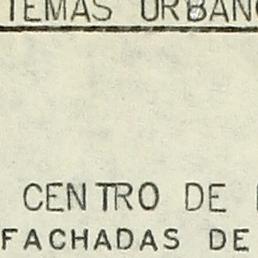 TEMAS URBANO
CENTRO DE
FACHADAS DE